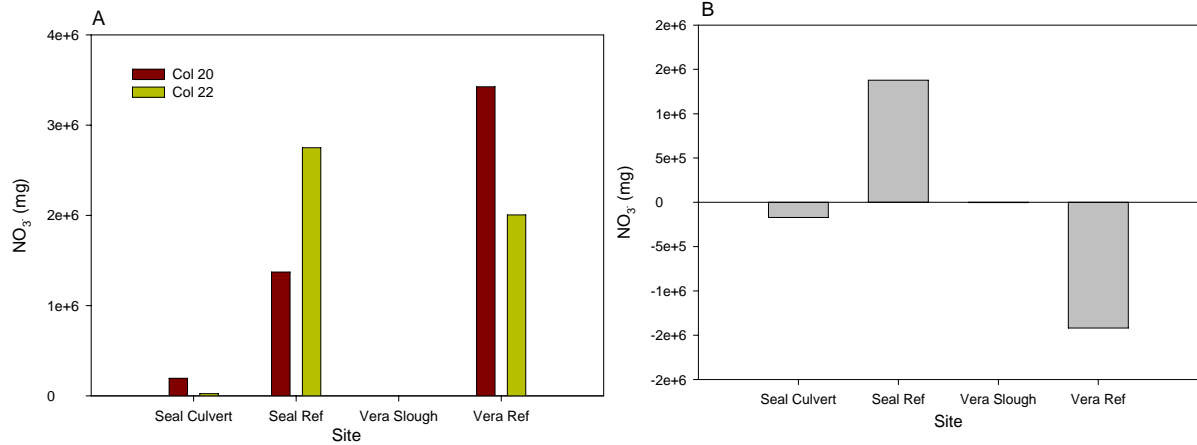 A
NO3- (mg)
4e+6
3e+6
2e+6
1e+6
0
Col 20
Col 22
Seal Culvert Seal Ref Vera Slough Vera Ref
Site
B
NO3- (mg)
2e+6
2e+6
1e+6
5e+5
0
-5e+5
-1e+6
-2e+6
-2e+6
Seal Culvert Seal Ref Vera Slough Vera Ref
Site